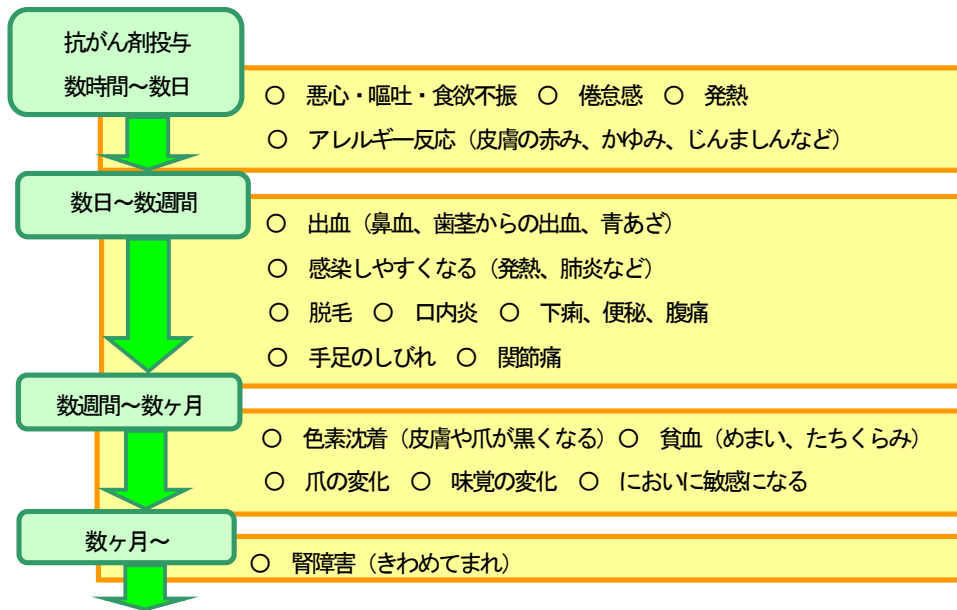 抗がん剤投与
数時間～数日
○ 悪心・嘔吐・食欲不振 ○ 倦怠感 ○ 発熱
○ アレルギー反応（皮膚の赤み、かゆみ、じんましんなど）
数日～数週間
○ 出血（鼻血、歯茎からの出血、青あざ）
○ 感染しやすくなる（発熱、肺炎など）
○ 脱毛 ○ 口内炎 ○ 下痢、便秘、腹痛
○ 手足のしびれ ○ 関節痛
数週間～数ヶ月
○ 色素沈着（皮膚や爪が黒くなる）○ 貧血（めまい、たちくらみ）
○ 爪の変化 ○ 味覚の変化 ○ においに敏感になる
数ヶ月～
○ 腎障害（きわめてまれ）